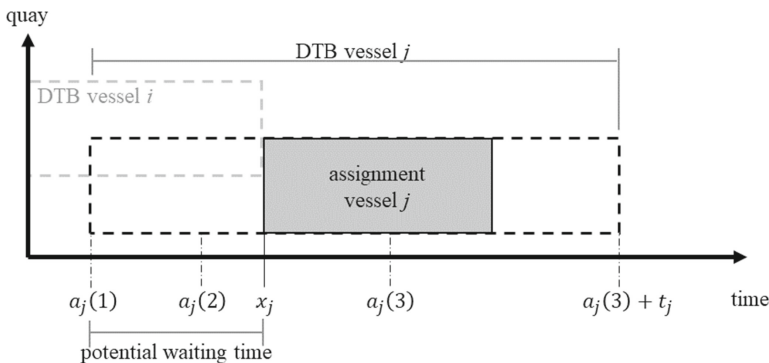 quay
DTB vessel j
DTB vessel i
assignment
vessel j
a_j(1) a_j(2) x_j a_j(3) a_j(3) + t_j time
potential waiting time